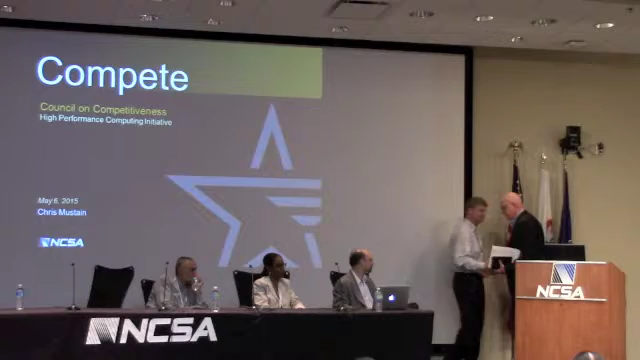 Compete
Council on Competitiveness
High Performance Computing Initiative
May 6, 2015
Chris Mustain
NCSA
NCSA
NCSA